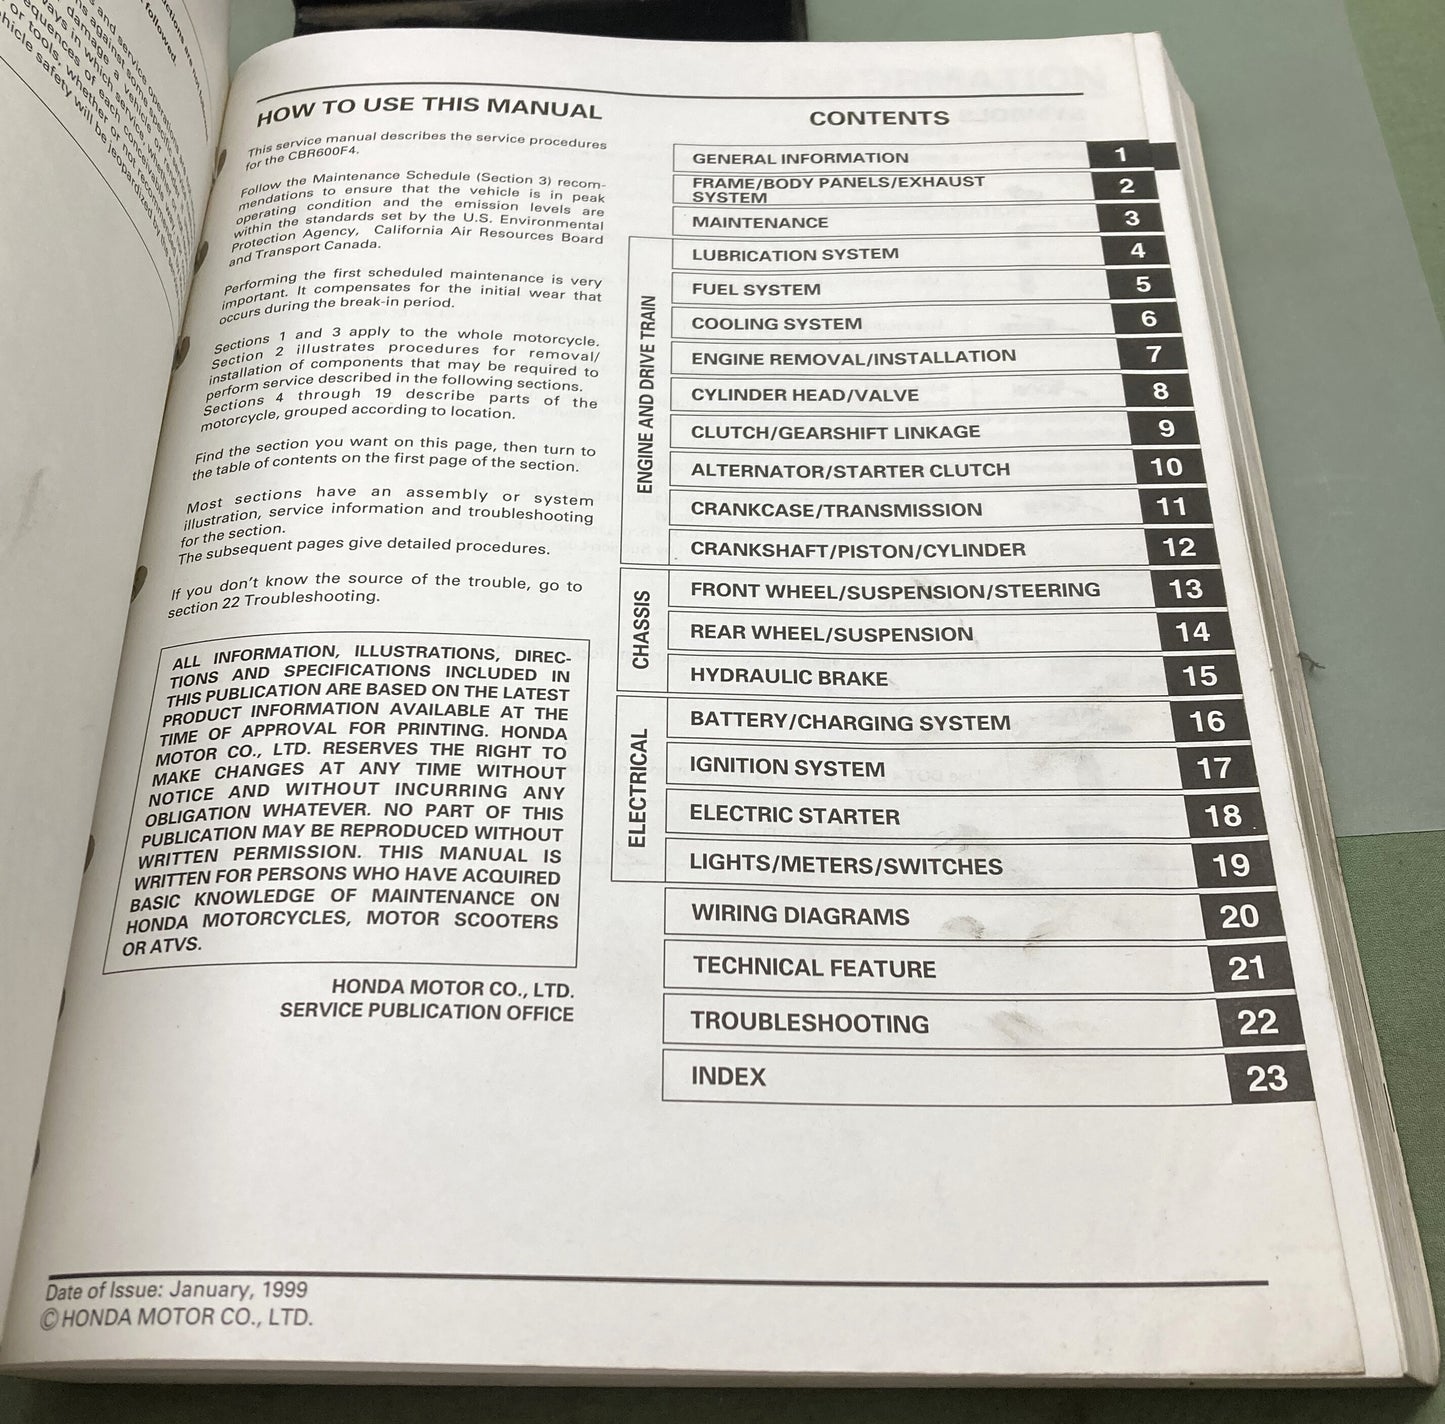 HOW TO USE THIS MANUAL
This service manual describes the service procedures
for the CBR600F4.
Follow the Maintenance Schedule (Section 3) recom-
mendations to ensure that the vehicle is in peak
operating condition and the emission levels are
within the standards set by the U.S. Environmental
Protection Agency, California Air Resources Board
and Transport Canada.
Performing the first scheduled maintenance is very
important. It compensates for the initial wear that
occurs during the break-in period.
Sections 1 and 3 apply to the whole motorcycle.
Section 2 illustrates procedures for removal/
installation of components that may be required to
perform service described in the following sections.
Sections 4 through 19 describe parts of the
motorcycle, grouped according to location.
Find the section you want on this page, then turn to
the table of contents on the first page of the section.
Most sections have an assembly or system
illustration, service information and troubleshooting
for the section.
The subsequent pages give detailed procedures.
If you don't know the source of the trouble, go to
section 22 Troubleshooting.
ALL INFORMATION, ILLUSTRATIONS, DIREC-
TIONS AND SPECIFICATIONS INCLUDED IN
THIS PUBLICATION ARE BASED ON THE LATEST
PRODUCT INFORMATION AVAILABLE AT THE
TIME OF APPROVAL FOR PRINTING. HONDA
MOTOR CO., LTD. RESERVES THE RIGHT TO
MAKE CHANGES AT ANY TIME WITHOUT
NOTICE AND WITHOUT INCURRING ANY
OBLIGATION WHATEVER. NO PART OF THIS
PUBLICATION MAY BE REPRODUCED WITHOUT
WRITTEN PERMISSION. THIS MANUAL IS
WRITTEN FOR PERSONS WHO HAVE ACQUIRED
BASIC KNOWLEDGE OF MAINTENANCE ON
HONDA MOTORCYCLES, MOTOR SCOOTERS
OR ATVS.
HONDA MOTOR CO., LTD.
SERVICE PUBLICATION OFFICE
CONTENTS
GENERAL INFORMATION 1
FRAME/BODY PANELS/EXHAUST
SYSTEM 2
MAINTENANCE 3
ENGINE AND DRIVE TRAIN
LUBRICATION SYSTEM 4
FUEL SYSTEM 5
COOLING SYSTEM 6
ENGINE REMOVAL/INSTALLATION 7
CYLINDER HEAD/VALVE 8
CLUTCH/GEARSHIFT LINKAGE 9
ALTERNATOR/STARTER CLUTCH 10
CRANKCASE/TRANSMISSION 11
CRANKSHAFT/PISTON/CYLINDER 12
CHASSIS
FRONT WHEEL/SUSPENSION/STEERING 13
REAR WHEEL/SUSPENSION 14
HYDRAULIC BRAKE 15
ELECTRICAL
BATTERY/CHARGING SYSTEM 16
IGNITION SYSTEM 17
ELECTRIC STARTER 18
LIGHTS/METERS/SWITCHES 19
WIRING DIAGRAMS 20
TECHNICAL FEATURE 21
TROUBLESHOOTING 22
INDEX 23
Date of Issue: January, 1999
© HONDA MOTOR CO., LTD.